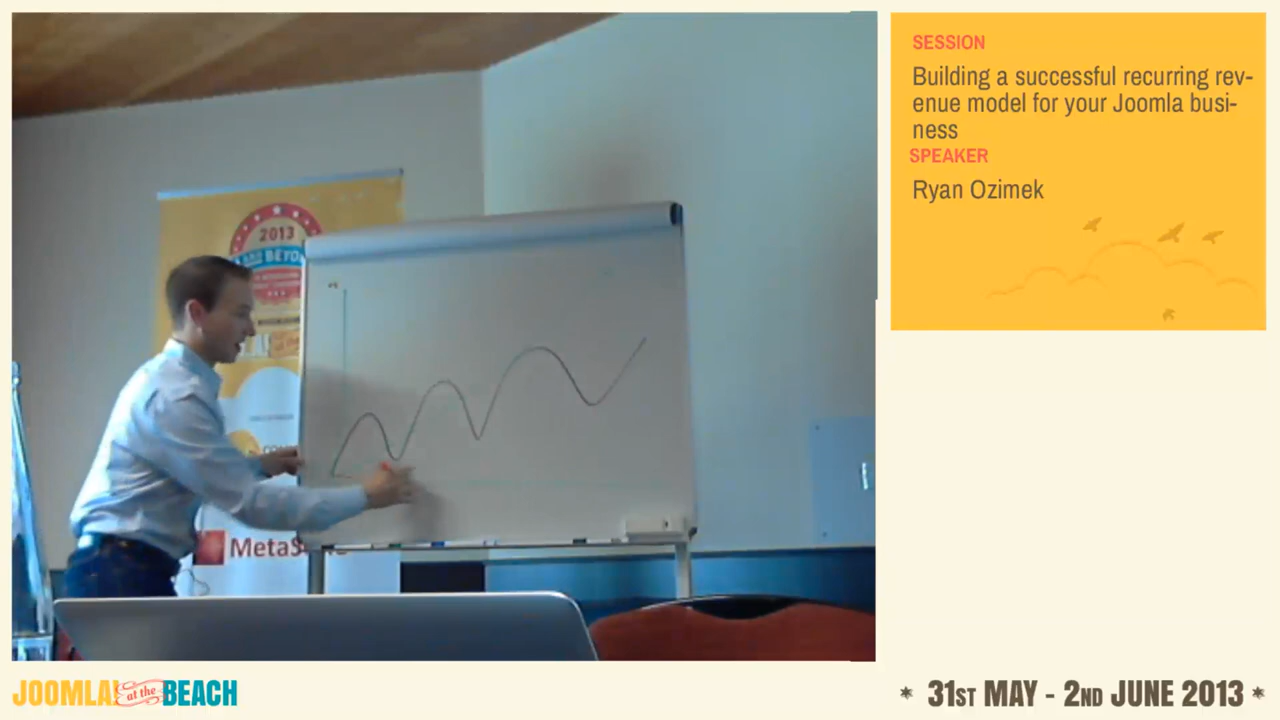 SESSION
Building a successful recurring rev-
enue model for your Joomla busi-
ness
SPEAKER
Ryan Ozimek
2013
MetaS
JOOMLA! at the BEACH
* 31ST MAY - 2ND JUNE 2013 *